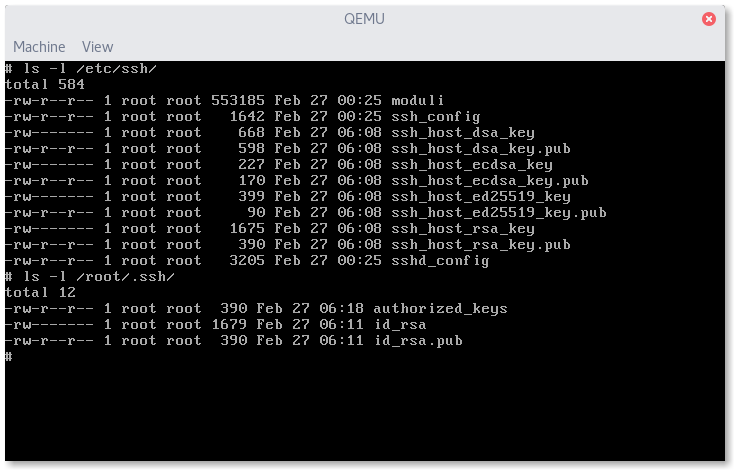 QEMU
Machine View
# ls -l /etc/ssh/
total 584
-rw-r--r-- 1 root root 553185 Feb 27 00:25 moduli
-rw-r--r-- 1 root root   1642 Feb 27 00:25 ssh_config
-rw------- 1 root root    668 Feb 27 06:08 ssh_host_dsa_key
-rw-r--r-- 1 root root    598 Feb 27 06:08 ssh_host_dsa_key.pub
-rw------- 1 root root    227 Feb 27 06:08 ssh_host_ecdsa_key
-rw-r--r-- 1 root root    170 Feb 27 06:08 ssh_host_ecdsa_key.pub
-rw------- 1 root root    399 Feb 27 06:08 ssh_host_ed25519_key
-rw-r--r-- 1 root root     90 Feb 27 06:08 ssh_host_ed25519_key.pub
-rw------- 1 root root   1675 Feb 27 06:08 ssh_host_rsa_key
-rw-r--r-- 1 root root    390 Feb 27 06:08 ssh_host_rsa_key.pub
-rw-r--r-- 1 root root   3205 Feb 27 00:25 sshd_config
# ls -l /root/.ssh/
total 12
-rw-r--r-- 1 root root  390 Feb 27 06:18 authorized_keys
-rw------- 1 root root 1679 Feb 27 06:11 id_rsa
-rw-r--r-- 1 root root  390 Feb 27 06:11 id_rsa.pub
#